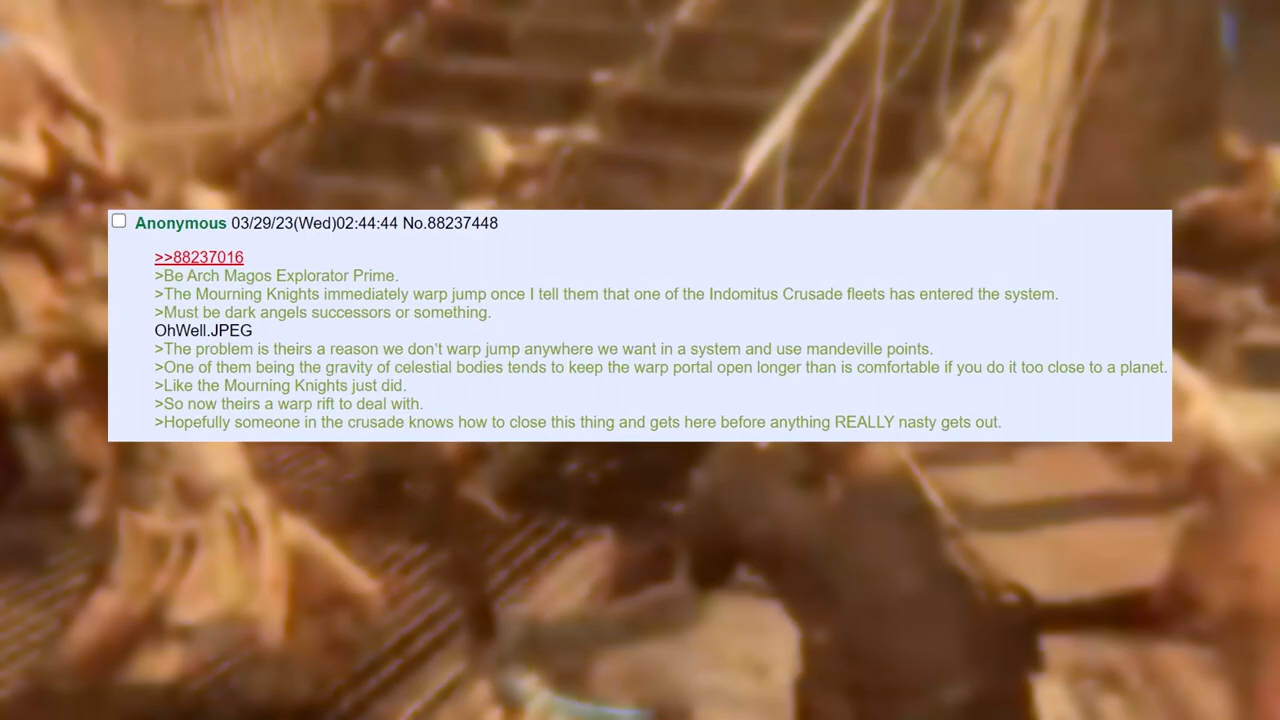 Anonymous 03/29/23(Wed)02:44:44 No.88237448
>>88237016
>Be Arch Magos Explorator Prime.
>The Mourning Knights immediately warp jump once I tell them that one of the Indomitus Crusade fleets has entered the system.
>Must be dark angels successors or something.
OhWell.JPEG
>The problem is theirs a reason we don't warp jump anywhere we want in a system and use mandeville points.
>One of them being the gravity of celestial bodies tends to keep the warp portal open longer than is comfortable if you do it too close to a planet.
>Like the Mourning Knights just did.
>So now theirs a warp rift to deal with.
>Hopefully someone in the crusade knows how to close this thing and gets here before anything REALLY nasty gets out.